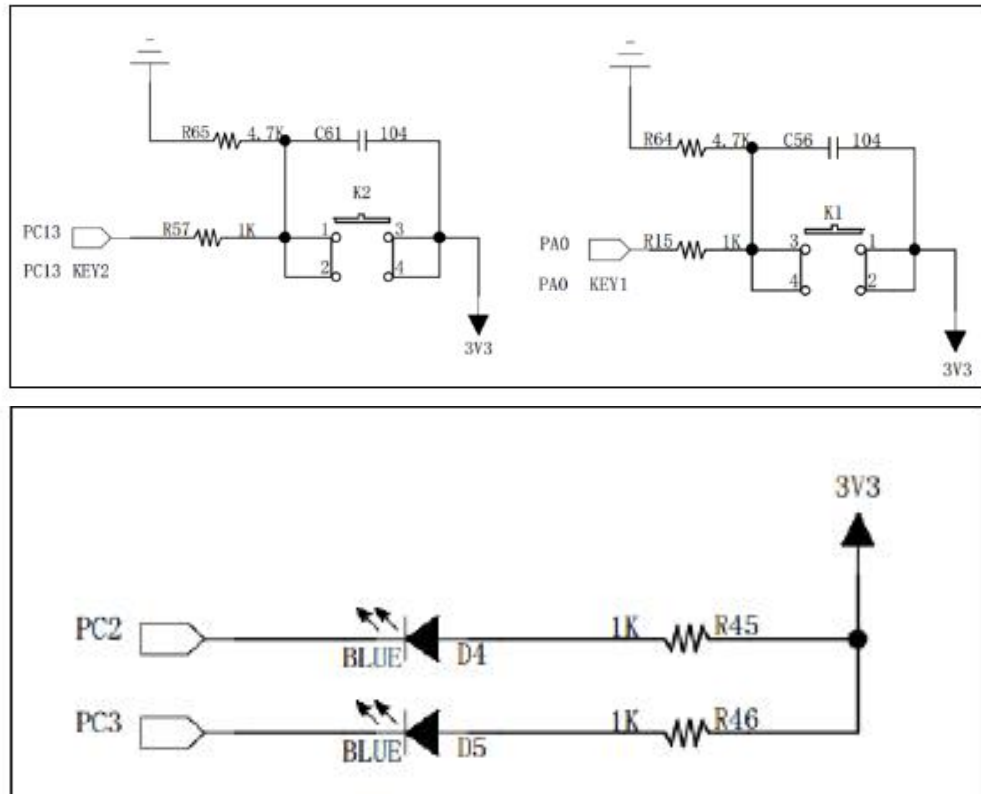 R65 4.7K C61 104
K2
PC13 R57 1K 1 3
PC13 KEY2 2 4
3V3
R64 4.7K C56 104
K1
PA0 R15 1K 3 1
PA0 KEY1 4 2
3V3
3V3
PC2 1K R45
BLUE D4
PC3 1K R46
BLUE D5